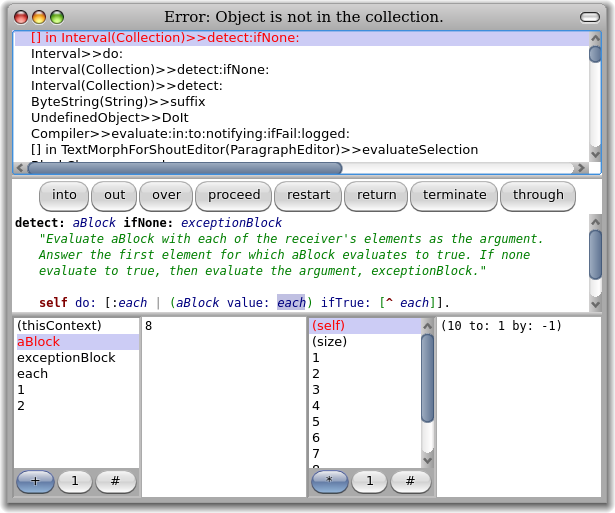 Error: Object is not in the collection.
[] in Interval(Collection)>>detect:ifNone:
Interval>>do:
Interval(Collection)>>detect:ifNone:
Interval(Collection)>>detect:
ByteString(String)>>suffix
UndefinedObject>>DoIt
Compiler>>evaluate:in:to:notifying:ifFail:logged:
[] in TextMorphForShoutEditor(ParagraphEditor)>>evaluateSelection
into out over proceed restart return terminate through
detect: aBlock ifNone: exceptionBlock
"Evaluate aBlock with each of the receiver's elements as the argument.
Answer the first element for which aBlock evaluates to true. If none
evaluate to true, then evaluate the argument, exceptionBlock."
self do: [:each | (aBlock value: each) ifTrue: [^ each]].
(thisContext)
aBlock
exceptionBlock
each
1
2
+ 1 #
8
(self)
(size)
1
2
3
4
5
6
7
* 1 #
(10 to: 1 by: -1)